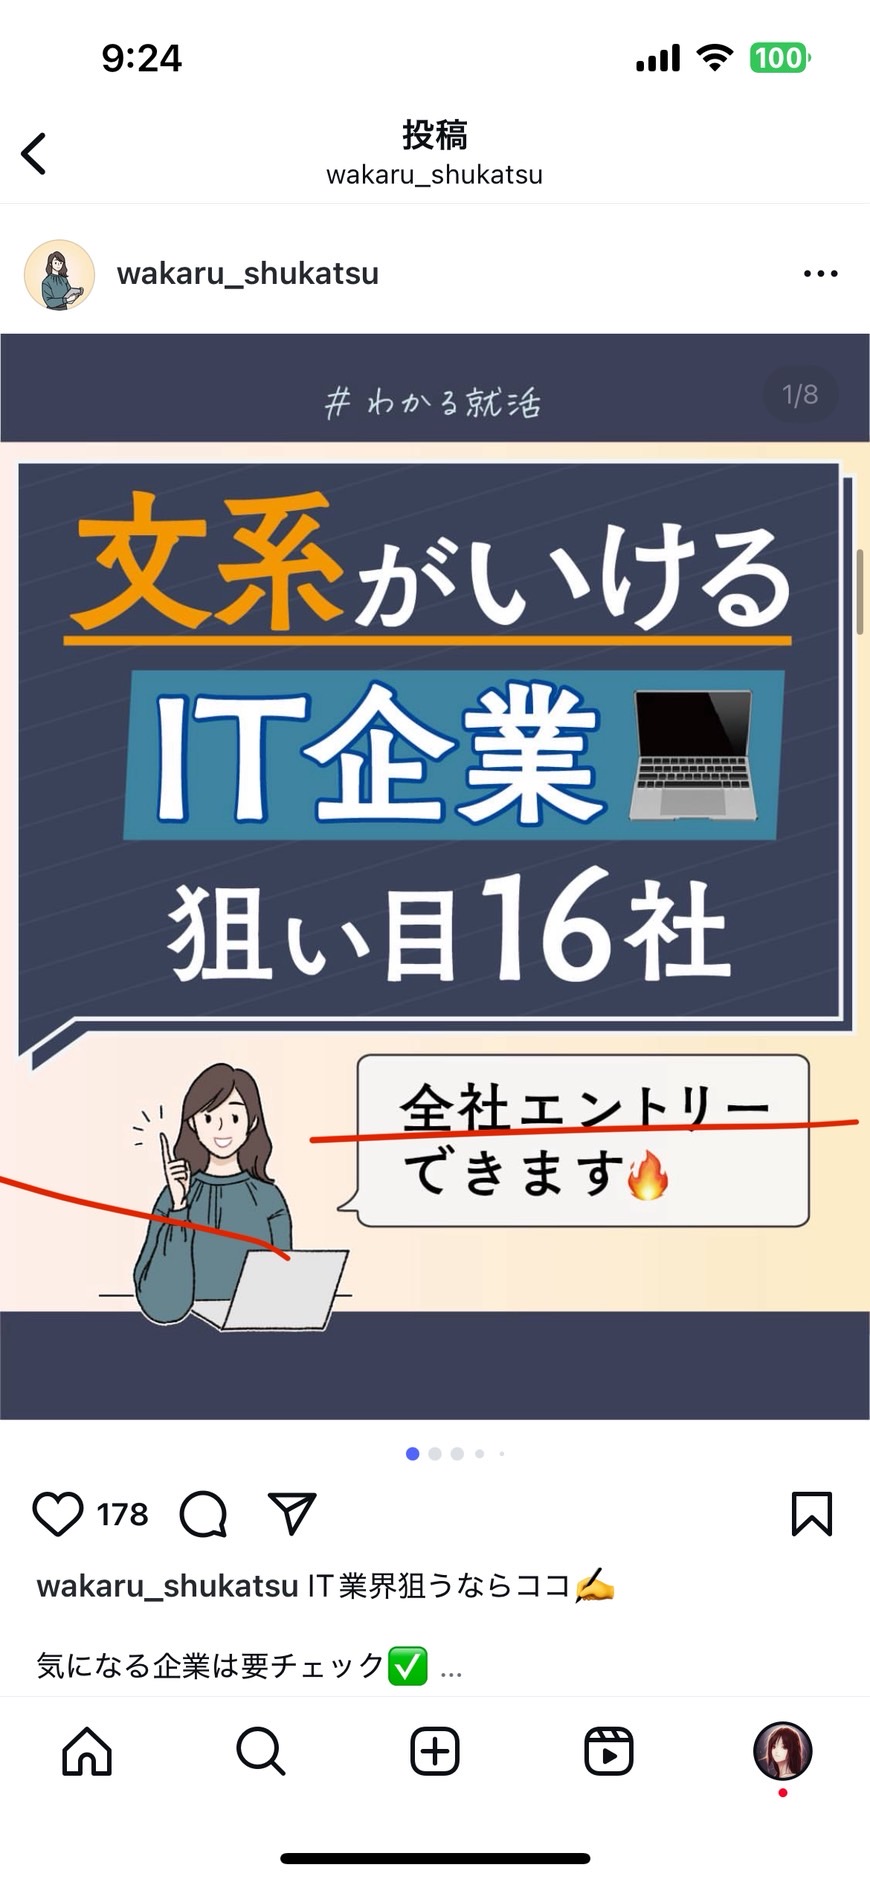 9:24
100
投稿
wakaru_shukatsu
wakaru_shukatsu
# わかる就活
1/8
文系がいける
IT企業
狙い目16社
全社エントリー
できます🔥
178
wakaru_shukatsu IT業界狙うならココ✍️
気になる企業は要チェック✅ ...